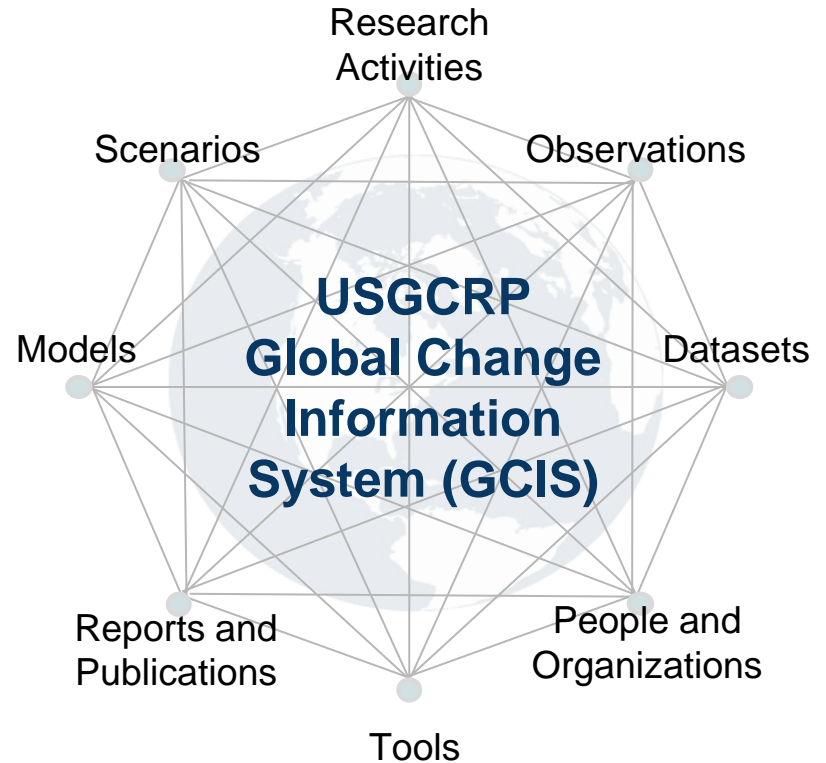 Research
Activities
Scenarios
Observations
USGCRP
Global Change
Information
System (GCIS)
Models
Datasets
Reports and
Publications
People and
Organizations
Tools